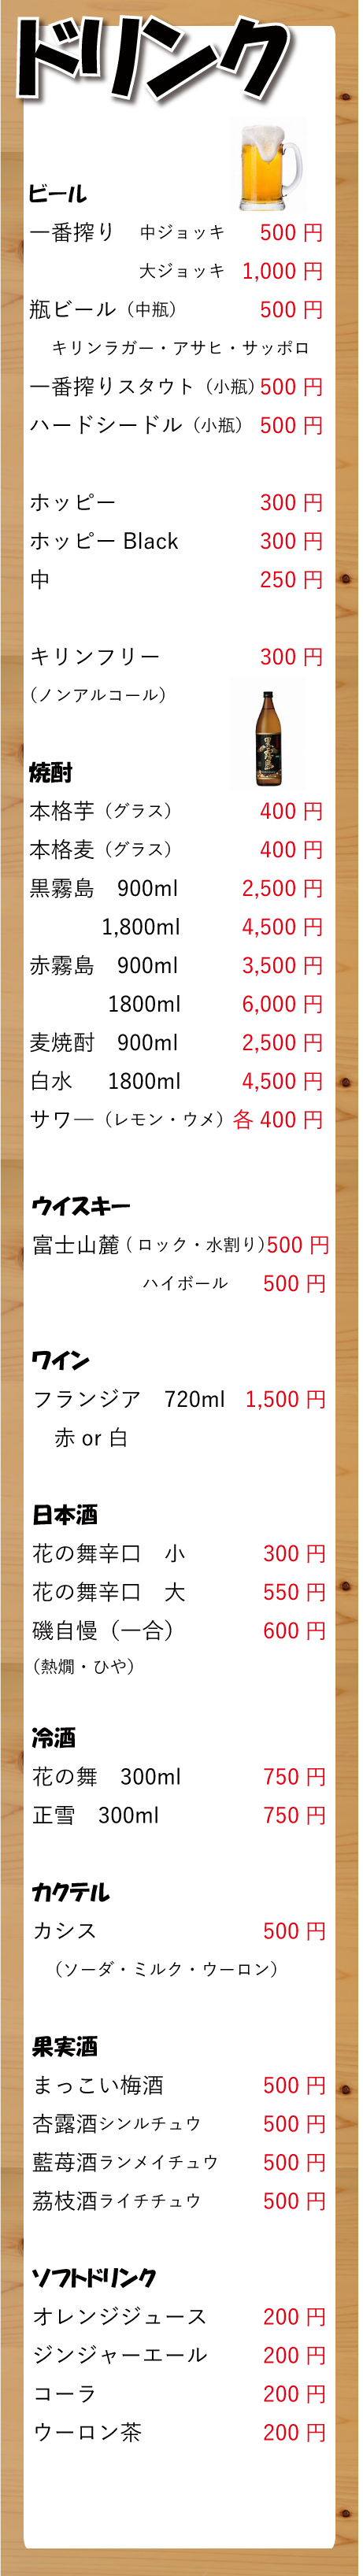 ドリンク
ビール
一番搾り 中ジョッキ 500 円
大ジョッキ 1,000 円
瓶ビール（中瓶） 500 円
キリンラガー・アサヒ・サッポロ
一番搾りスタウト（小瓶）500 円
ハードシードル（小瓶） 500 円
ホッピー 300 円
ホッピー Black 300 円
中 250 円
キリンフリー 300 円
（ノンアルコール）
黒霧島
焼酎
本格芋（グラス） 400 円
本格麦（グラス） 400 円
黒霧島 900ml 2,500 円
1,800ml 4,500 円
赤霧島 900ml 3,500 円
1800ml 6,000 円
麦焼酎 900ml 2,500 円
白水 1800ml 4,500 円
サワ―（レモン・ウメ）各 400 円
ウイスキー
富士山麓 ( ロック・水割り)500 円
ハイボール 500 円
ワイン
フランジア 720ml 1,500 円
赤 or 白
日本酒
花の舞辛口 小 300 円
花の舞辛口 大 550 円
磯自慢（一合） 600 円
（熱燗・ひや）
冷酒
花の舞 300ml 750 円
正雪 300ml 750 円
カクテル
カシス 500 円
（ソーダ・ミルク・ウーロン）
果実酒
まっこい梅酒 500 円
杏露酒シンルチュウ 500 円
藍苺酒ランメイチュウ 500 円
茘枝酒ライチチュウ 500 円
ソフトドリンク
オレンジジュース 200 円
ジンジャーエール 200 円
コーラ 200 円
ウーロン茶 200 円